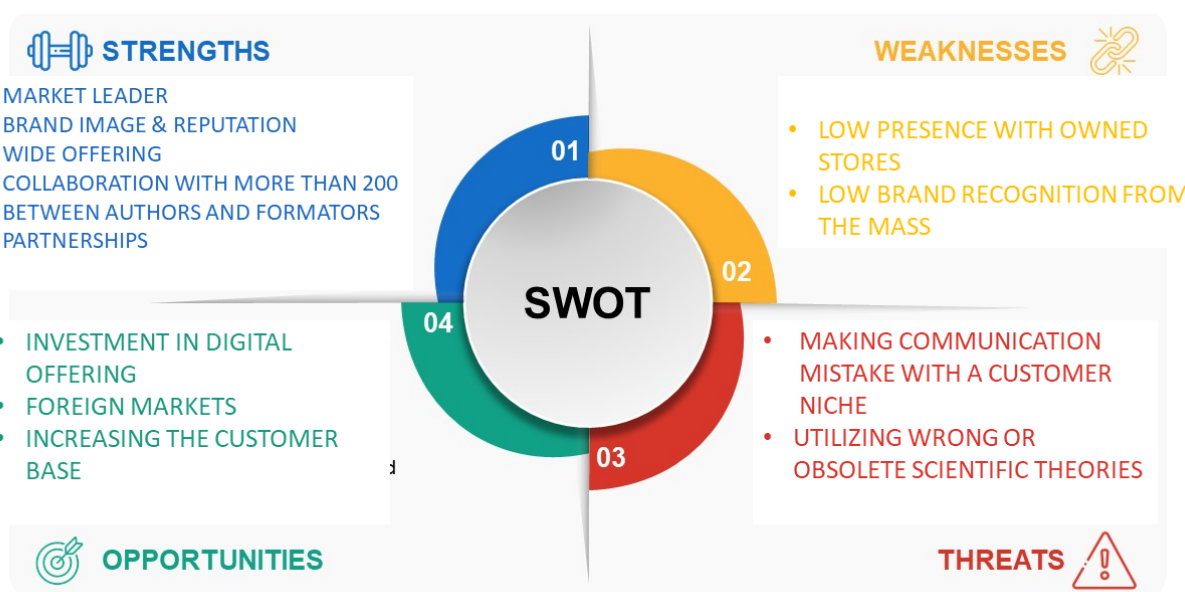 STRENGTHS
MARKET LEADER
BRAND IMAGE & REPUTATION
WIDE OFFERING
COLLABORATION WITH MORE THAN 200
BETWEEN AUTHORS AND FORMATORS
PARTNERSHIPS
WEAKNESSES
• LOW PRESENCE WITH OWNED
STORES
• LOW BRAND RECOGNITION FROM
THE MASS
01
02
SWOT
04
03
• INVESTMENT IN DIGITAL
OFFERING
• FOREIGN MARKETS
• INCREASING THE CUSTOMER
BASE
d
OPPORTUNITIES
• MAKING COMMUNICATION
MISTAKE WITH A CUSTOMER
NICHE
• UTILIZING WRONG OR
OBSOLETE SCIENTIFIC THEORIES
THREATS